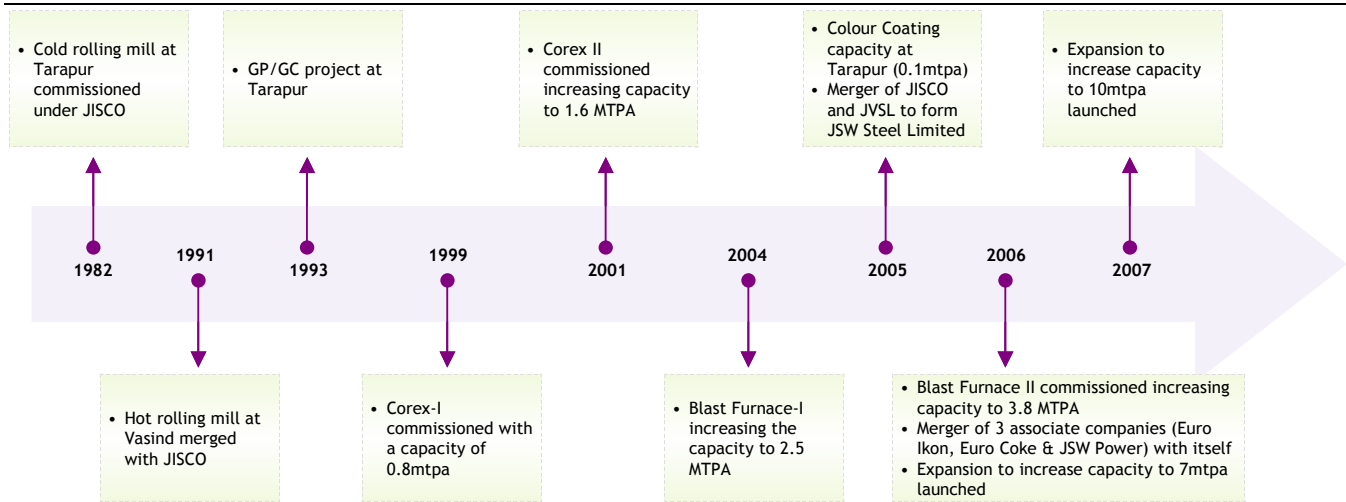 • Cold rolling mill at
Tarapur
commissioned
under JISCO
• GP/GC project at
Tarapur
• Corex II
commissioned
increasing capacity
to 1.6 MTPA
• Colour Coating
capacity at
Tarapur (0.1mtpa)
• Merger of JISCO
and JVSL to form
JSW Steel Limited
• Expansion to
increase capacity
to 10mtpa
launched
1982
1991
1993
1999
2001
2004
2005
2006
2007
• Hot rolling mill at
Vasind merged
with JISCO
• Corex-I
commissioned with
a capacity of
0.8mtpa
• Blast Furnace-I
increasing the
capacity to 2.5
MTPA
• Blast Furnace II commissioned increasing
capacity to 3.8 MTPA
• Merger of 3 associate companies (Euro
Ikon, Euro Coke & JSW Power) with itself
• Expansion to increase capacity to 7mtpa
launched